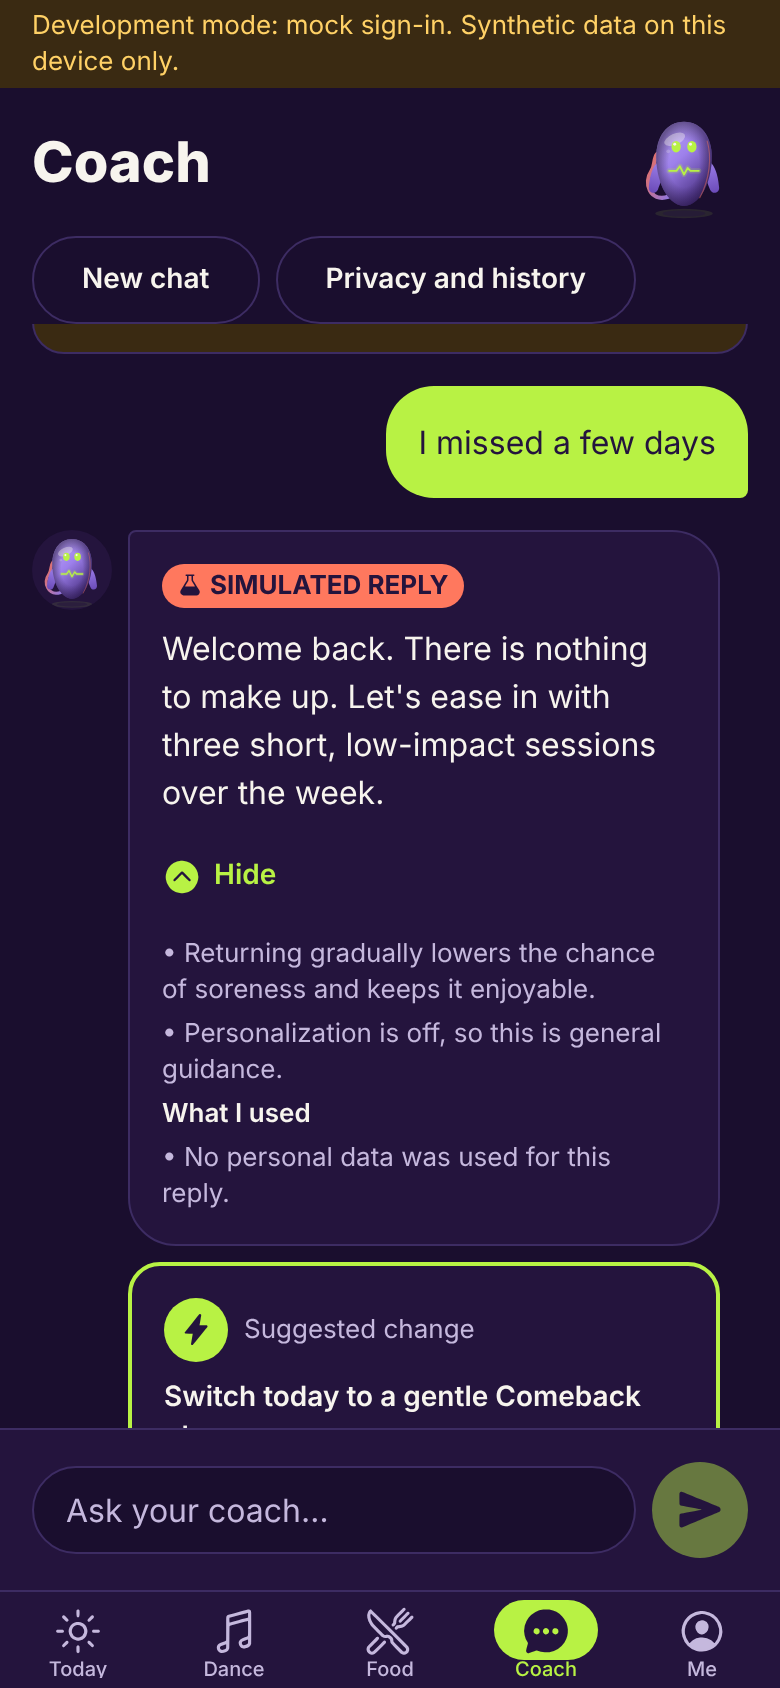 Development mode: mock sign-in. Synthetic data on this
device only.
Coach
New chat
Privacy and history
I missed a few days
SIMULATED REPLY
Welcome back. There is nothing
to make up. Let's ease in with
three short, low-impact sessions
over the week.
Hide
• Returning gradually lowers the chance
of soreness and keeps it enjoyable.
• Personalization is off, so this is general
guidance.
What I used
• No personal data was used for this
reply.
Suggested change
Switch today to a gentle Comeback
Ask your coach...
Today
Dance
Food
Coach
Me